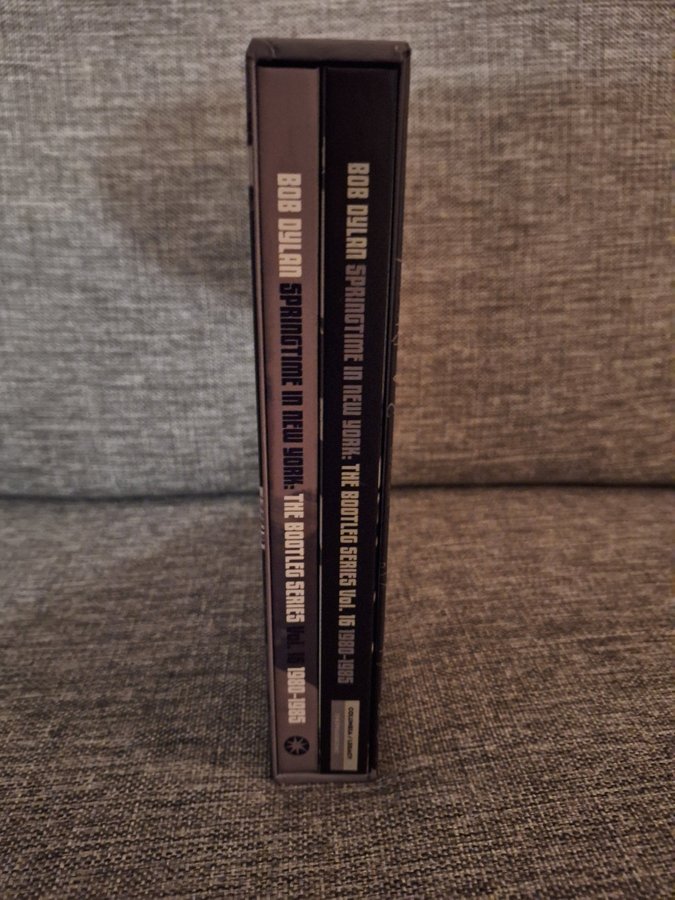 BOB DYLAN SPRINGTIME IN NEW YORK: THE BOOTLEG SERIES Vol. 16 1980-1985
BOB DYLAN SPRINGTIME IN NEW YORK: THE BOOTLEG SERIES Vol. 16 1980-1985
COLUMBIA